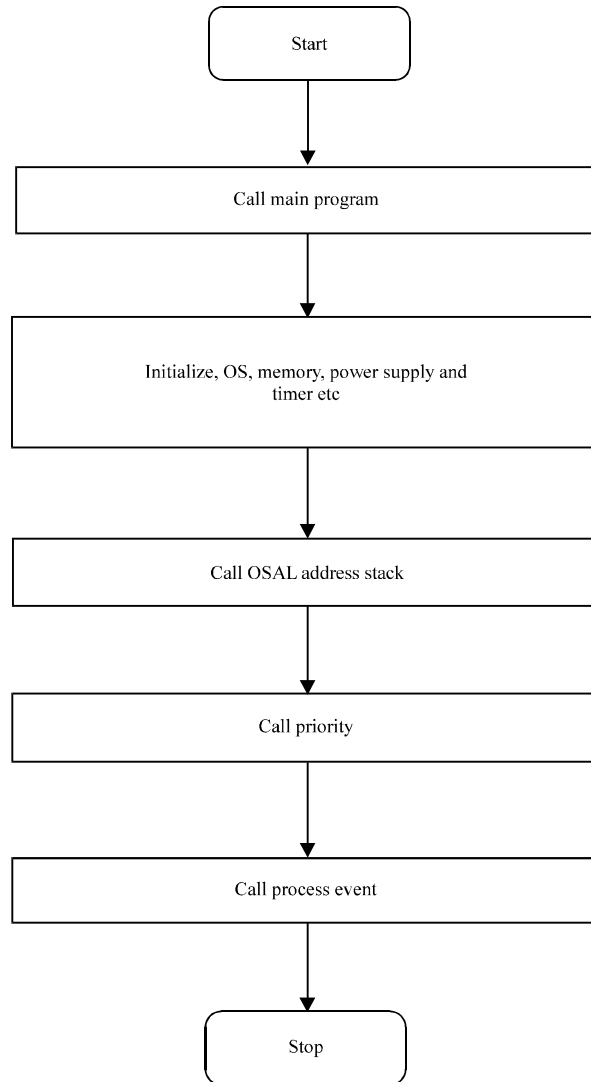 Start
Call main program
Initialize, OS, memory, power supply and
timer etc
Call OSAL address stack
Call priority
Call process event
Stop